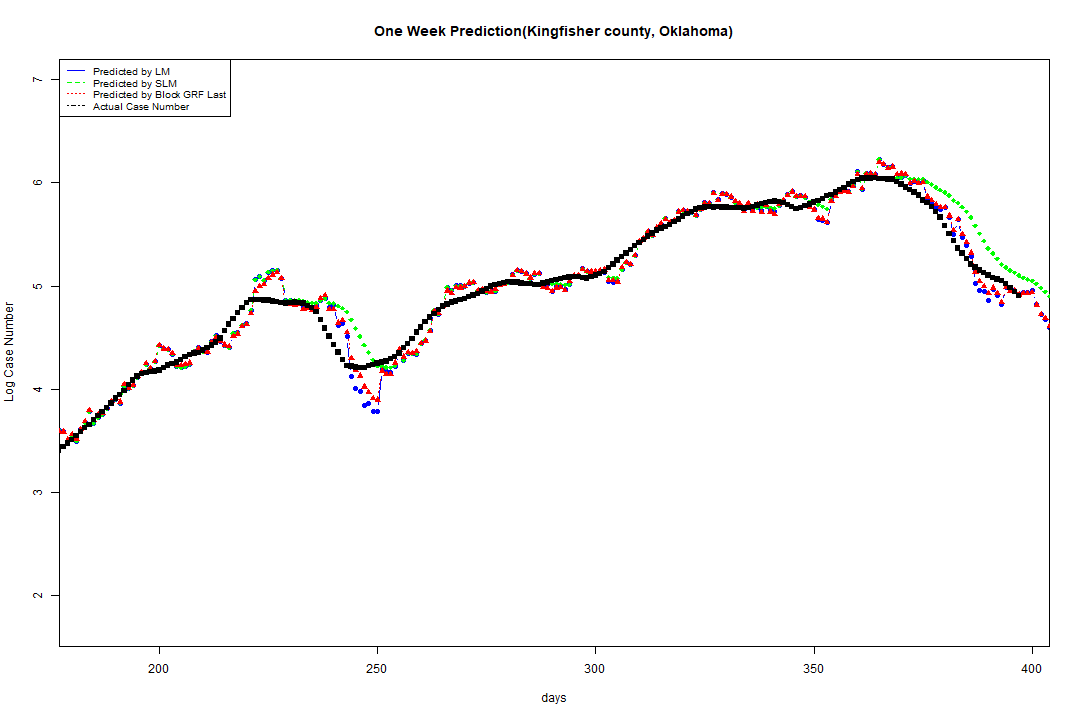 One Week Prediction(Kingfisher county, Oklahoma)
Predicted by LM
Predicted by SLM
Predicted by Block GRF Last
Actual Case Number
7
6
5
4
3
2
Log Case Number
200 250 300 350 400
days